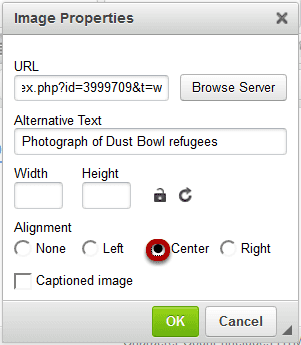 Image Properties
URL
ex.php?id=3999709&t=w
Browse Server
Alternative Text
Photograph of Dust Bowl refugees
Width Height
Alignment
None Left Center Right
Captioned image
OK Cancel